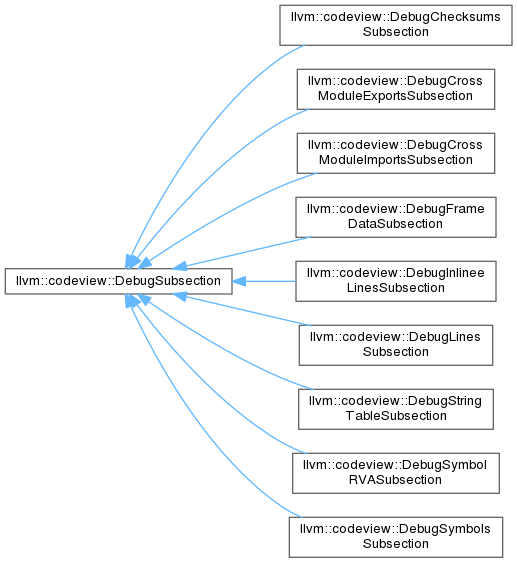 llvm::codeview::DebugChecksums
Subsection
llvm::codeview::DebugCross
ModuleExportsSubsection
llvm::codeview::DebugCross
ModuleImportsSubsection
llvm::codeview::DebugFrame
DataSubsection
llvm::codeview::DebugSubsection
llvm::codeview::DebugInlinee
LinesSubsection
llvm::codeview::DebugLines
Subsection
llvm::codeview::DebugString
TableSubsection
llvm::codeview::DebugSymbol
RVASubsection
llvm::codeview::DebugSymbols
Subsection